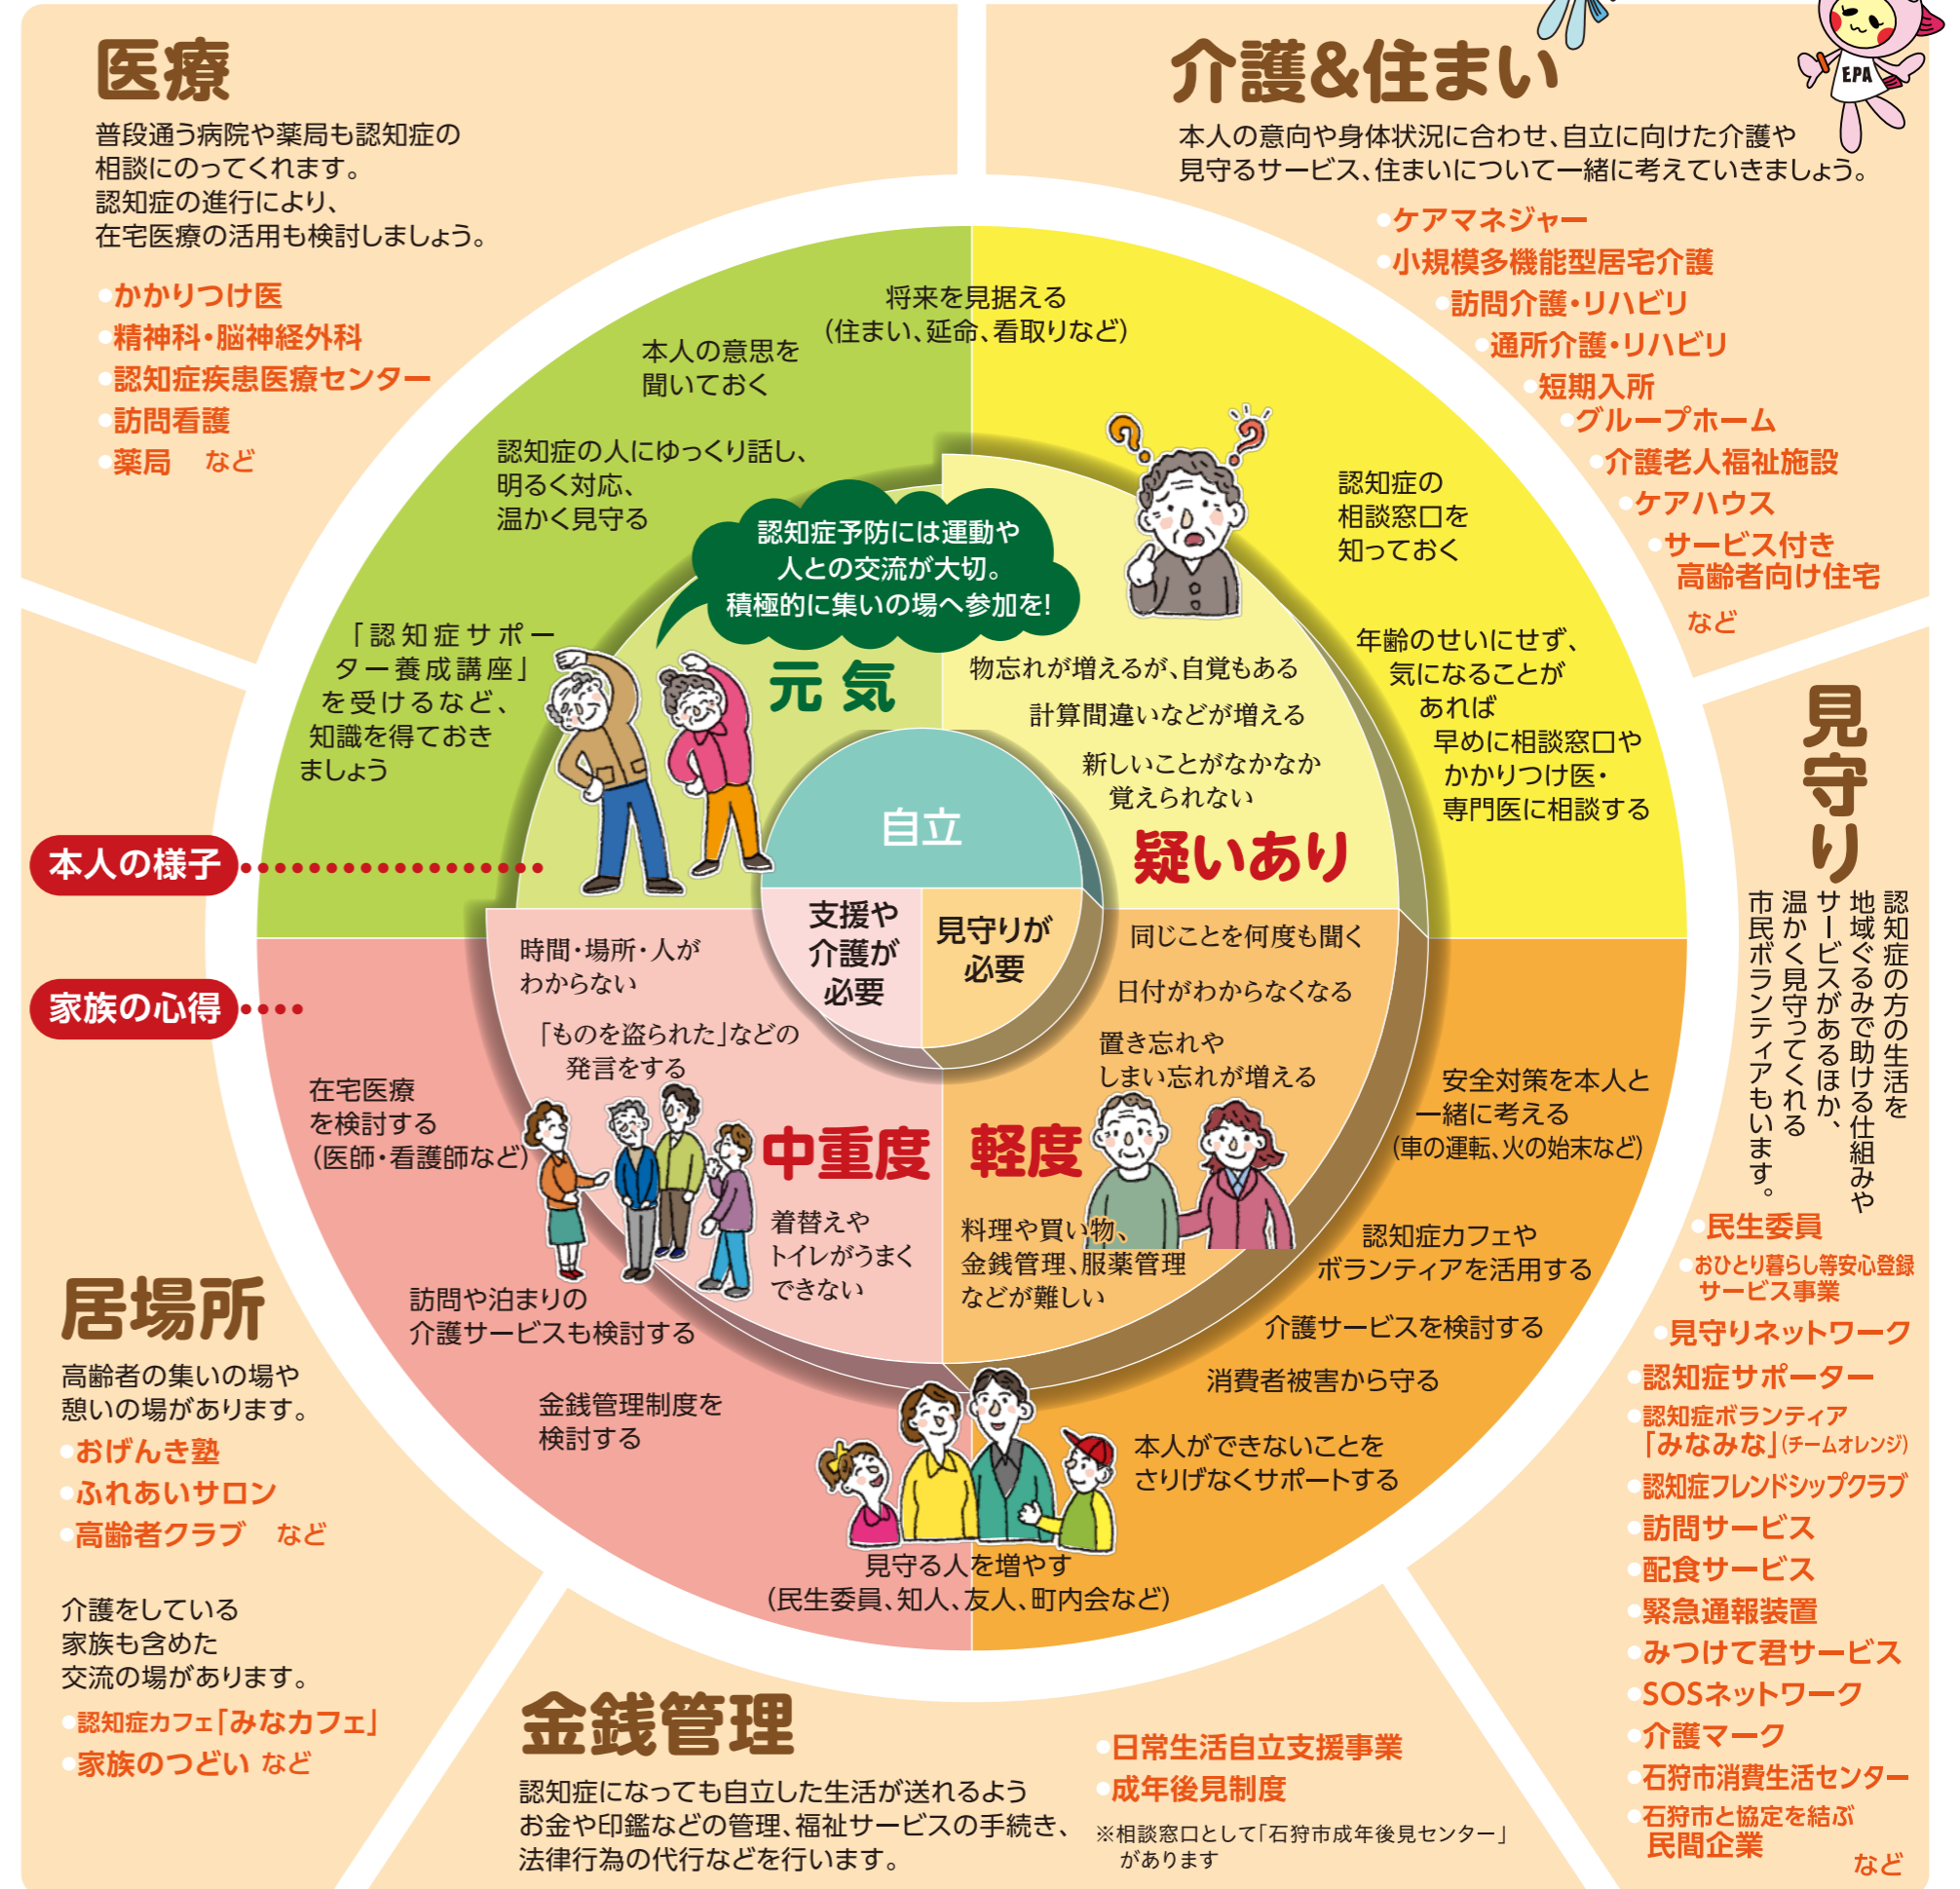 医療
普段通う病院や薬局も認知症の
相談にのってくれます。
認知症の進行により、
在宅医療の活用も検討しましょう。
●かかりつけ医
●精神科・脳神経外科
●認知症疾患医療センター
●訪問看護
●薬局 など
介護&住まい
EPA
本人の意向や身体状況に合わせ、自立に向けた介護や
見守るサービス、住まいについて一緒に考えていきましょう。
●ケアマネジャー
●小規模多機能型居宅介護
●訪問介護・リハビリ
●通所介護・リハビリ
●短期入所
●グループホーム
●介護老人福祉施設
●ケアハウス
●サービス付き
高齢者向け住宅
など
将来を見据える
(住まい、延命、看取りなど)
本人の意思を
聞いておく
認知症の人にゆっくり話し、
明るく対応、
温かく見守る
「認知症サポー
ター養成講座」
を受けるなど、
知識を得ておき
ましょう
認知症予防には運動や
人との交流が大切。
積極的に集いの場へ参加を!
元気
認知症の
相談窓口を
知っておく
年齢のせいにせず、
気になることが
あれば
早めに相談窓口や
かかりつけ医・
専門医に相談する
物忘れが増えるが、自覚もある
計算間違いなどが増える
新しいことがなかなか
覚えられない
疑いあり
自立
支援や
介護が
必要
見守りが
必要
本人の様子
家族の心得
時間・場所・人が
わからない
「ものを盗られた」などの
発言をする
中重度
着替えや
トイレがうまく
できない
同じことを何度も聞く
日付がわからなくなる
置き忘れや
しまい忘れが増える
軽度
料理や買い物、
金銭管理、服薬管理
などが難しい
在宅医療
を検討する
(医師・看護師など)
訪問や泊まりの
介護サービスも検討する
金銭管理制度を
検討する
安全対策を本人と
一緒に考える
(車の運転、火の始末など)
認知症カフェや
ボランティアを活用する
介護サービスを検討する
消費者被害から守る
本人ができないことを
さりげなくサポートする
見守る人を増やす
(民生委員、知人、友人、町内会など)
見守り
認知症の方の生活を
地域ぐるみで助ける仕組みや
サービスがあるほか、
温かく見守ってくれる
市民ボランティアもいます。
●民生委員
●おひとり暮らし等安心登録
サービス事業
●見守りネットワーク
●認知症サポーター
●認知症ボランティア
「みなみな」(チームオレンジ)
●認知症フレンドシップクラブ
●訪問サービス
●配食サービス
●緊急通報装置
●みつけて君サービス
●SOSネットワーク
●介護マーク
●石狩市消費生活センター
●石狩市と協定を結ぶ
民間企業
など
居場所
高齢者の集いの場や
憩いの場があります。
●おげんき塾
●ふれあいサロン
●高齢者クラブ など
介護をしている
家族も含めた
交流の場があります。
●認知症カフェ「みなカフェ」
●家族のつどい など
金銭管理
認知症になっても自立した生活が送れるよう
お金や印鑑などの管理、福祉サービスの手続き、
法律行為の代行などを行います。
●日常生活自立支援事業
●成年後見制度
※相談窓口として「石狩市成年後見センター」
があります